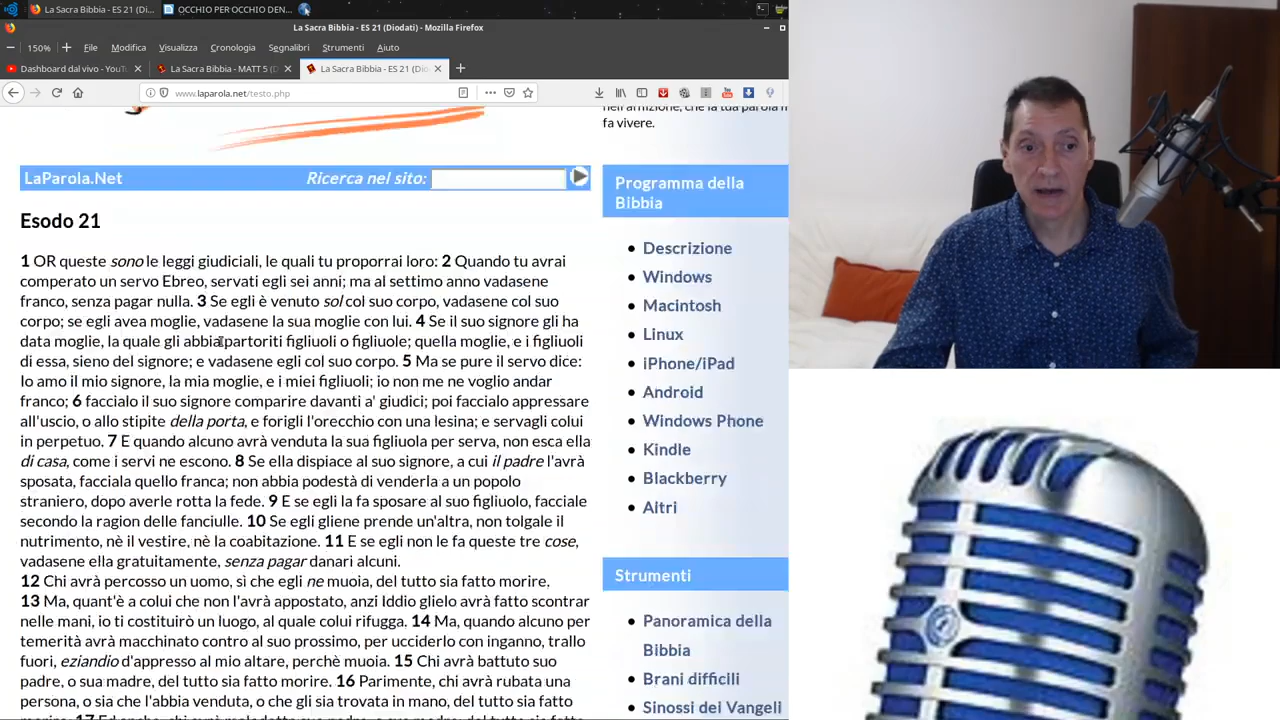 La Sacra Bibbia - ES 21 (Di...
OCCHIO PER OCCHIO DEN...
La Sacra Bibbia - ES 21 (Diodati) - Mozilla Firefox
150%
File Modifica Visualizza Cronologia Segnalibri Strumenti Aiuto
Dashboard dal vivo - YouT
La Sacra Bibbia - MATT 5 (D
La Sacra Bibbia - ES 21 (Dio
www.laparola.net/testo.php
fa vivere.
LaParola.Net
Ricerca nel sito:
Esodo 21
1 OR queste sono le leggi giudiciali, le quali tu proporrai loro: 2 Quando tu avrai
comperato un servo Ebreo, servati egli sei anni; ma al settimo anno vadasene
franco, senza pagar nulla. 3 Se egli è venuto sol col suo corpo, vadasene col suo
corpo; se egli avea moglie, vadasene la sua moglie con lui. 4 Se il suo signore gli ha
data moglie, la quale gli abbia partoriti figliuoli o figliuole; quella moglie, e i figliuoli
di essa, sieno del signore; e vadasene egli col suo corpo. 5 Ma se pure il servo dice:
Io amo il mio signore, la mia moglie, e i miei figliuoli; io non me ne voglio andar
franco; 6 faccialo il suo signore comparire davanti a' giudici; poi faccialo appressare
all'uscio, o allo stipite della porta, e forigli l'orecchio con una lesina; e servagli colui
in perpetuo. 7 E quando alcuno avrà venduta la sua figliuola per serva, non esca ella
di casa, come i servi ne escono. 8 Se ella dispiace al suo signore, a cui il padre l'avrà
sposata, facciala quello franca; non abbia podestà di venderla a un popolo
straniero, dopo averle rotta la fede. 9 E se egli la fa sposare al suo figliuolo, facciale
secondo la ragion delle fanciulle. 10 Se egli gliene prende un'altra, non tolgale il
nutrimento, nè il vestire, nè la coabitazione. 11 E se egli non le fa queste tre cose,
vadasene ella gratuitamente, senza pagar danari alcuni.
12 Chi avrà percosso un uomo, sì che egli ne muoia, del tutto sia fatto morire.
13 Ma, quant'è a colui che non l'avrà appostato, anzi Iddio glielo avrà fatto scontrar
nelle mani, io ti costituirò un luogo, al quale colui rifugga. 14 Ma, quando alcuno per
temerità avrà macchinato contro al suo prossimo, per ucciderlo con inganno, trallo
fuori, eziandio d'appresso al mio altare, perchè muoia. 15 Chi avrà battuto suo
padre, o sua madre, del tutto sia fatto morire. 16 Parimente, chi avrà rubata una
persona, o sia che l'abbia venduta, o che gli sia trovata in mano, del tutto sia fatto
Programma della
Bibbia
Descrizione
Windows
Macintosh
Linux
iPhone/iPad
Android
Windows Phone
Kindle
Blackberry
Altri
Strumenti
Panoramica della
Bibbia
Brani difficili
Sinossi dei Vangeli